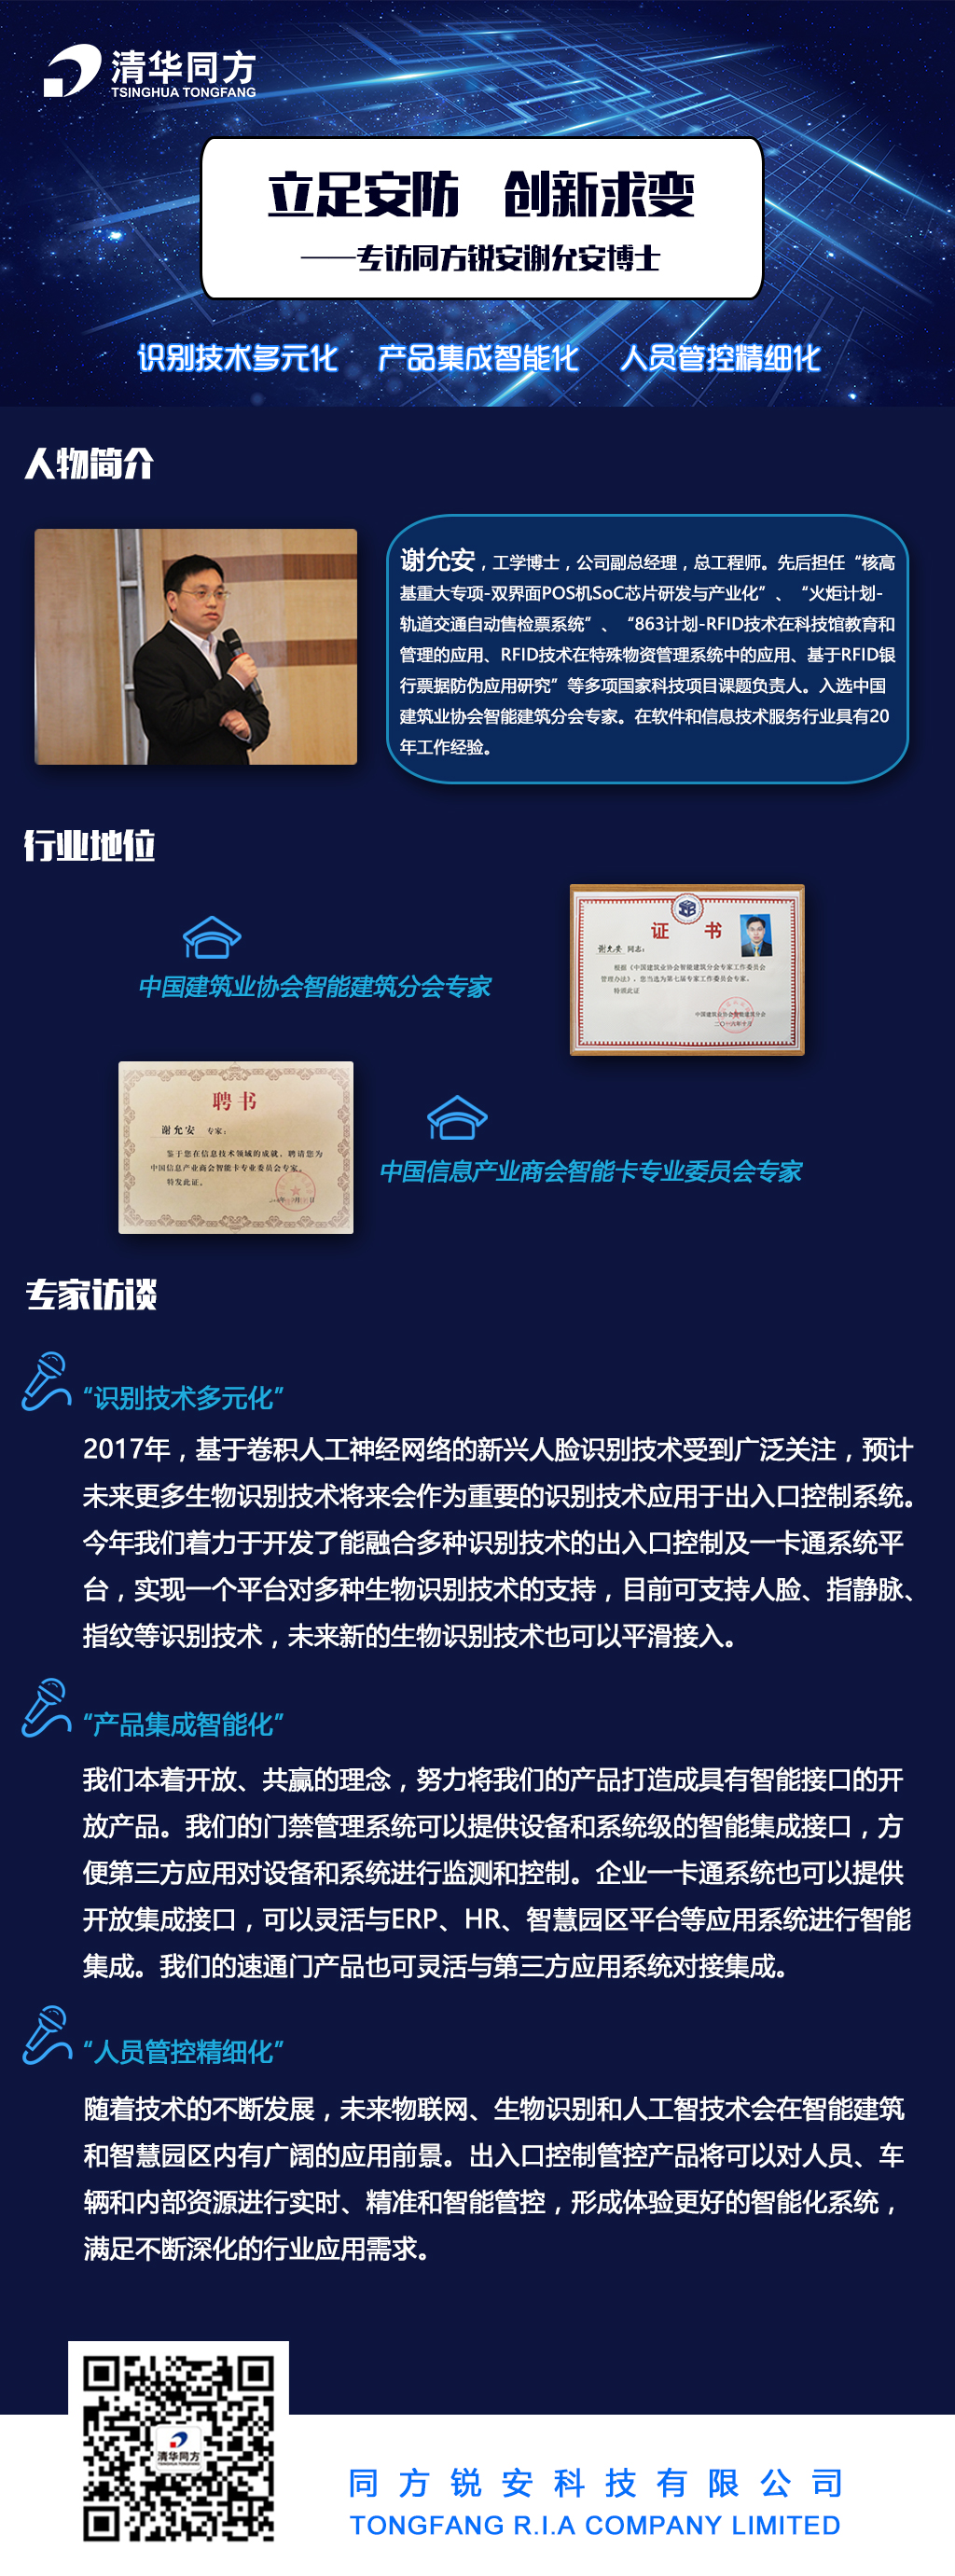 清华同方
TSINGHUA TONGFANG
立足安防 创新求变
——专访同方锐安谢允安博士
识别技术多元化 产品集成智能化 人员管控精细化
人物简介
谢允安，工学博士，公司副总经理，总工程师。先后担任“核高
基重大专项-双界面POS机SoC芯片研发与产业化”、“火炬计划-
轨道交通自动售检票系统”、“863计划-RFID技术在科技馆教育和
管理的应用、RFID技术在特殊物资管理系统中的应用、基于RFID银
行票据防伪应用研究”等多项国家科技项目课题负责人。入选中国
建筑业协会智能建筑分会专家。在软件和信息技术服务行业具有20
年工作经验。
行业地位
中国建筑业协会智能建筑分会专家
证书
谢允安 同志：
根据《中国建筑业协会智能建筑分会专家工作委员会
管理办法》，您当选为第七届专家工作委员会专家。
特颁此证
中国建筑业协会智能建筑分会
二〇一六年十月
聘书
谢允安 专家：
鉴于您在信息技术领域的成就，聘请您为
中国信息产业商会智能卡专业委员会专家。
特发此证。
中国信息产业商会智能卡专业委员会专家
专家访谈
“识别技术多元化”
2017年，基于卷积人工神经网络的新兴人脸识别技术受到广泛关注，预计
未来更多生物识别技术将来会作为重要的识别技术应用于出入口控制系统。
今年我们着力于开发了能融合多种识别技术的出入口控制及一卡通系统平
台，实现一个平台对多种生物识别技术的支持，目前可支持人脸、指静脉、
指纹等识别技术，未来新的生物识别技术也可以平滑接入。
“产品集成智能化”
我们本着开放、共赢的理念，努力将我们的产品打造成具有智能接口的开
放产品。我们的门禁管理系统可以提供设备和系统级的智能集成接口，方
便第三方应用对设备和系统进行监测和控制。企业一卡通系统也可以提供
开放集成接口，可以灵活与ERP、HR、智慧园区平台等应用系统进行智能
集成。我们的速通门产品也可灵活与第三方应用系统对接集成。
“人员管控精细化”
随着技术的不断发展，未来物联网、生物识别和人工智技术会在智能建筑
和智慧园区内有广阔的应用前景。出入口控制管控产品将可以对人员、车
辆和内部资源进行实时、精准和智能管控，形成体验更好的智能化系统，
满足不断深化的行业应用需求。
清华同方
TSINGHUA TONGFANG
同方锐安科技有限公司
TONGFANG R.I.A COMPANY LIMITED